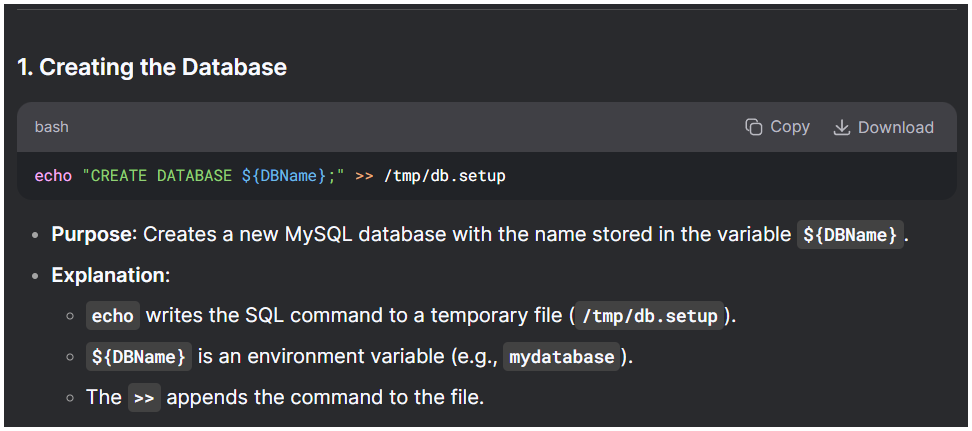 1. Creating the Database
bash
Copy
Download
echo "CREATE DATABASE ${DBName};" >> /tmp/db.setup
Purpose: Creates a new MySQL database with the name stored in the variable ${DBName}.
Explanation:
echo writes the SQL command to a temporary file (/tmp/db.setup).
${DBName} is an environment variable (e.g., mydatabase).
The >> appends the command to the file.